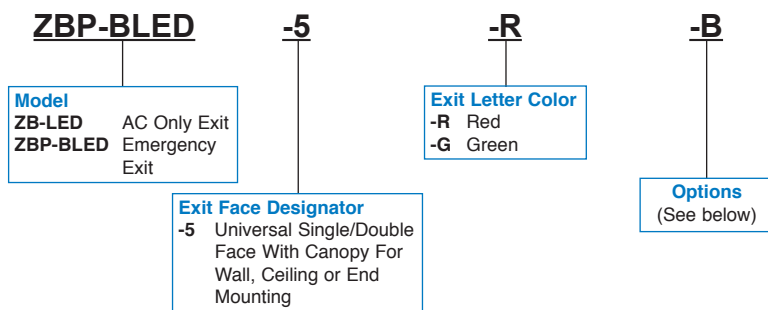 ZBP-BLED -5 -R -B
Model
ZB-LED AC Only Exit
ZBP-BLED Emergency
Exit
Exit Letter Color
-R Red
-G Green
Exit Face Designator
-5 Universal Single/Double
Face With Canopy For
Wall, Ceiling or End
Mounting
Options
(See below)